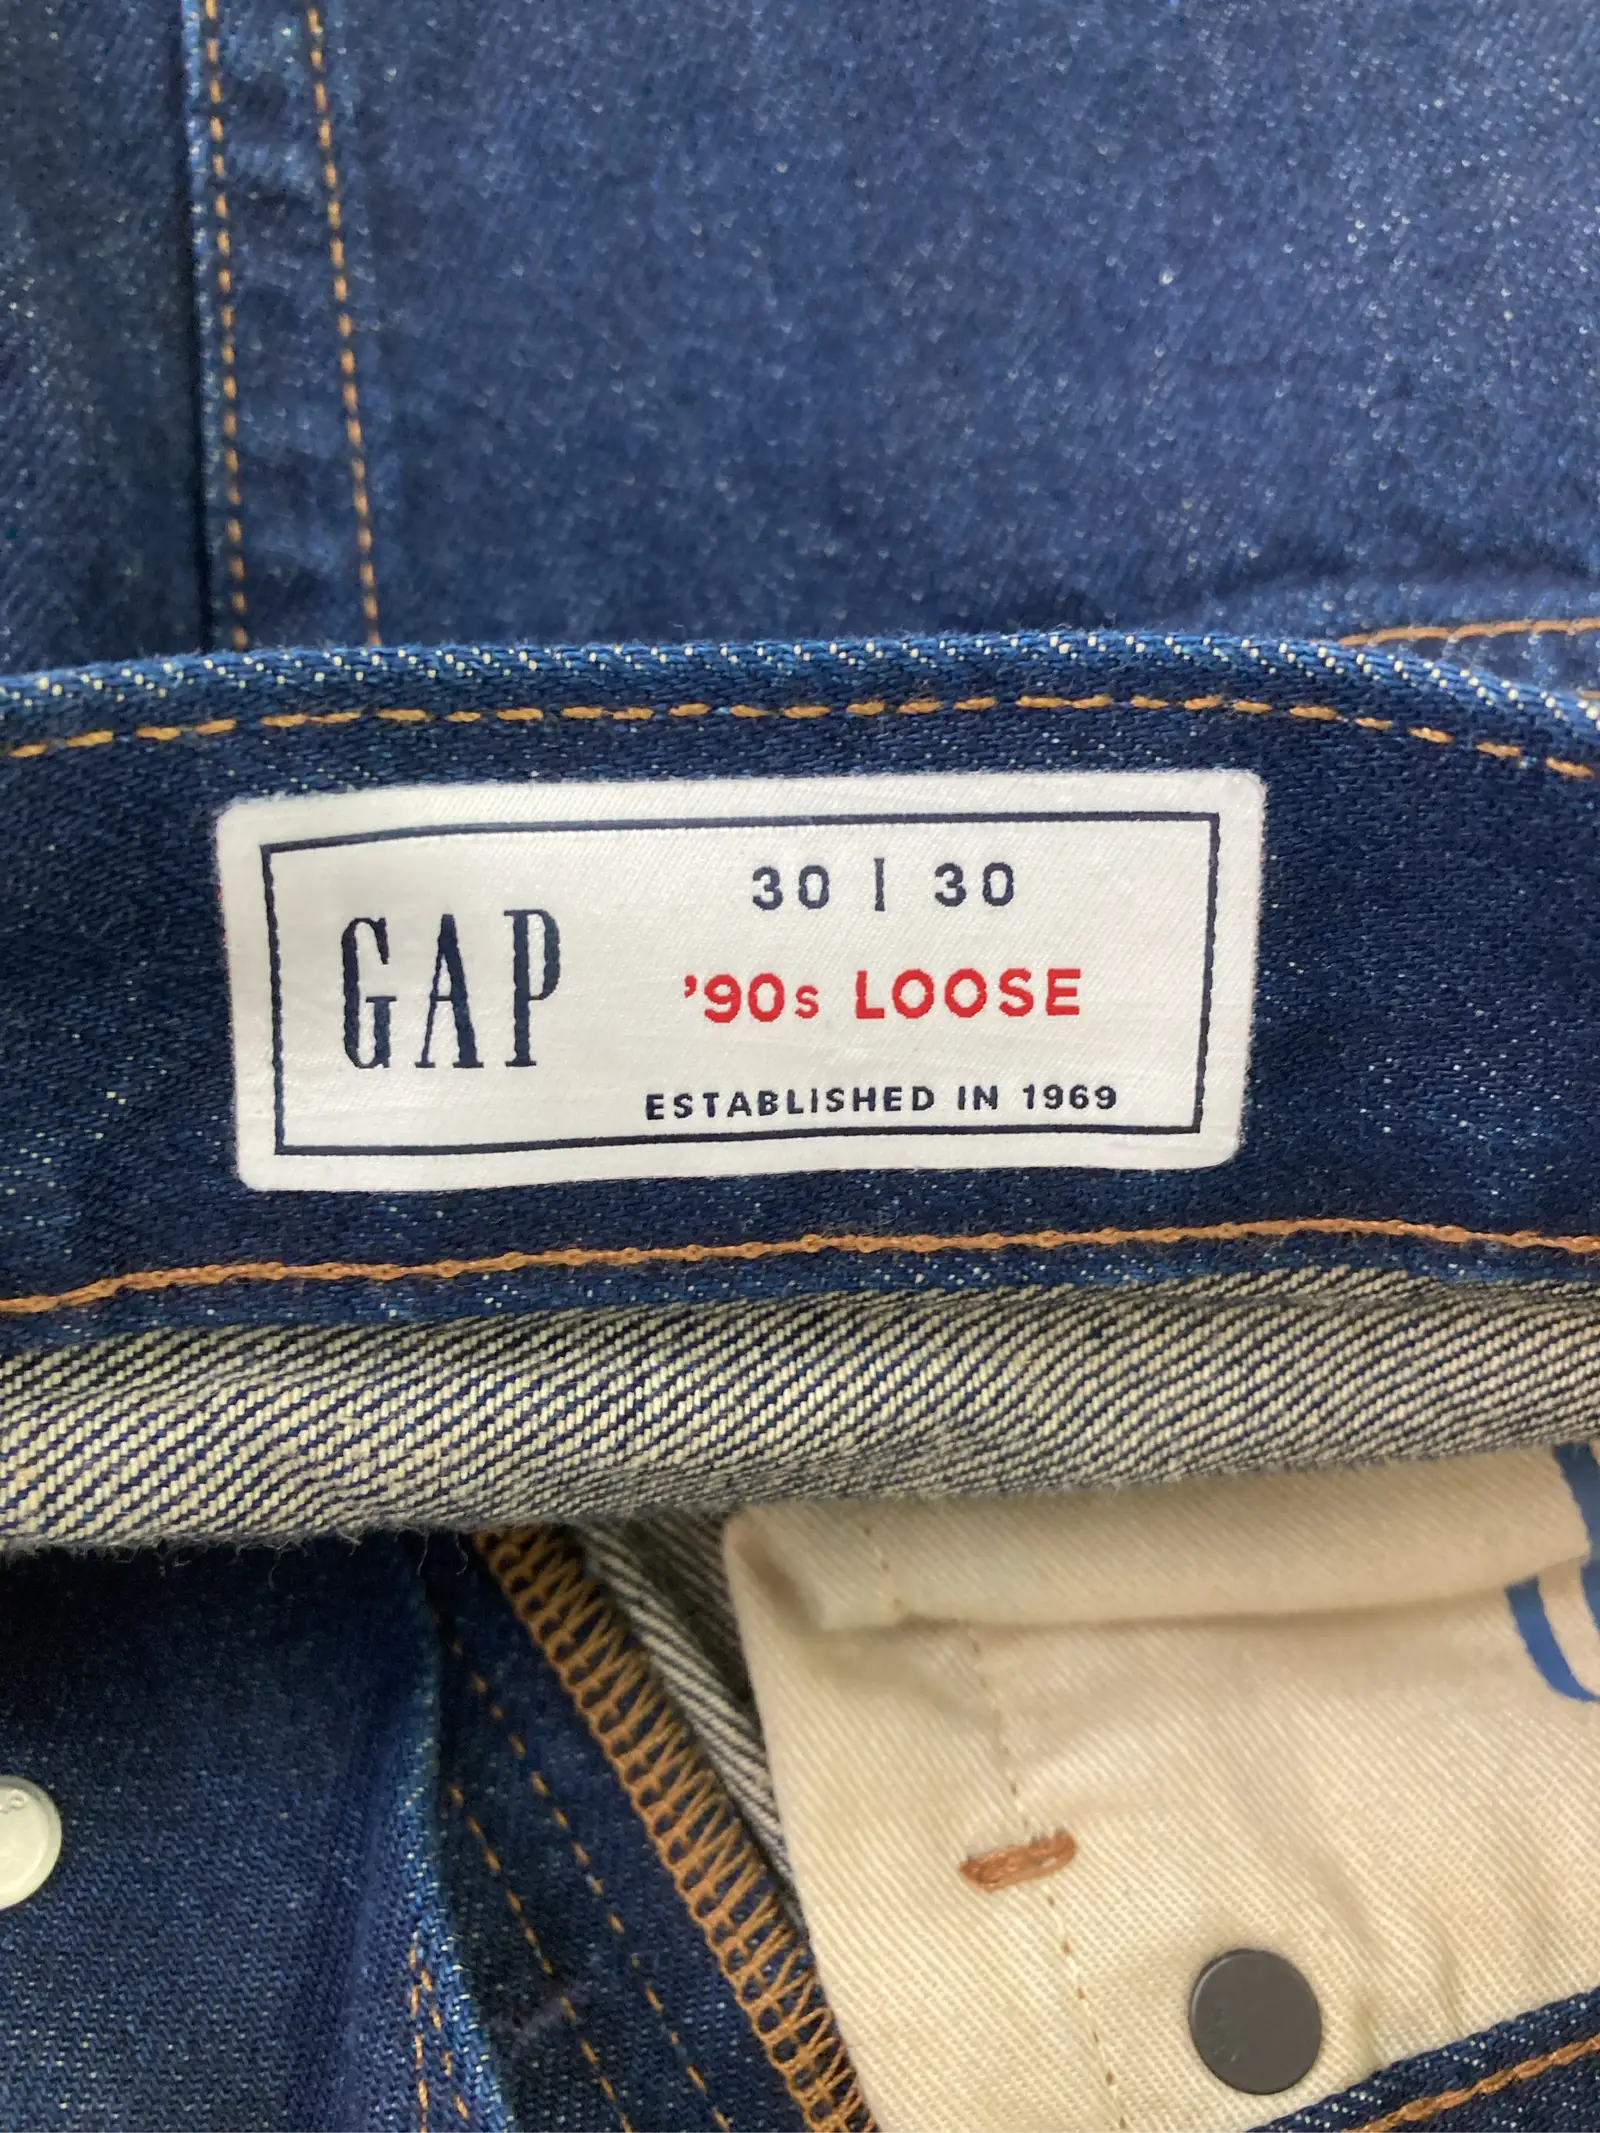 GAP
30 | 30
’90s LOOSE
ESTABLISHED IN 1969